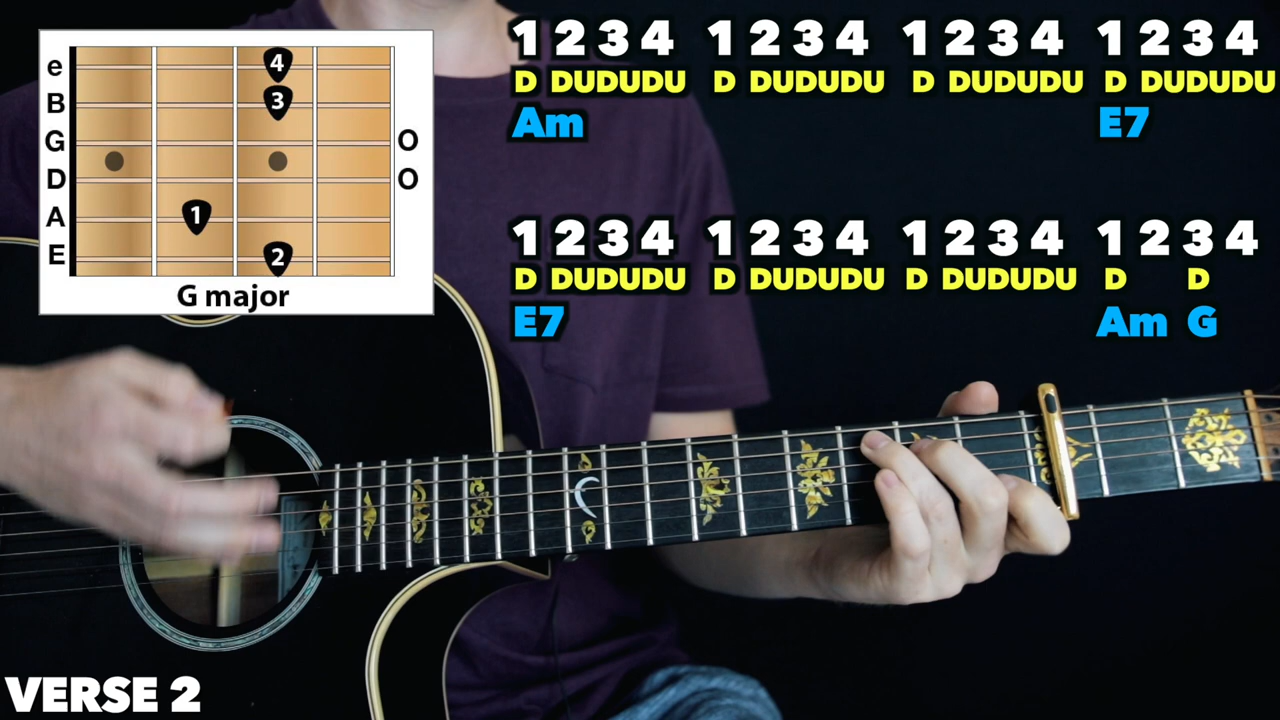 e
B
G
D
A
E
4
3
1
2
O
O
G major
1 2 3 4 1 2 3 4 1 2 3 4 1 2 3 4
D DUDUDU D DUDUDU D DUDUDU D DUDUDU
Am E7
1 2 3 4 1 2 3 4 1 2 3 4 1 2 3 4
D DUDUDU D DUDUDU D DUDUDU D D
E7 Am G
VERSE 2